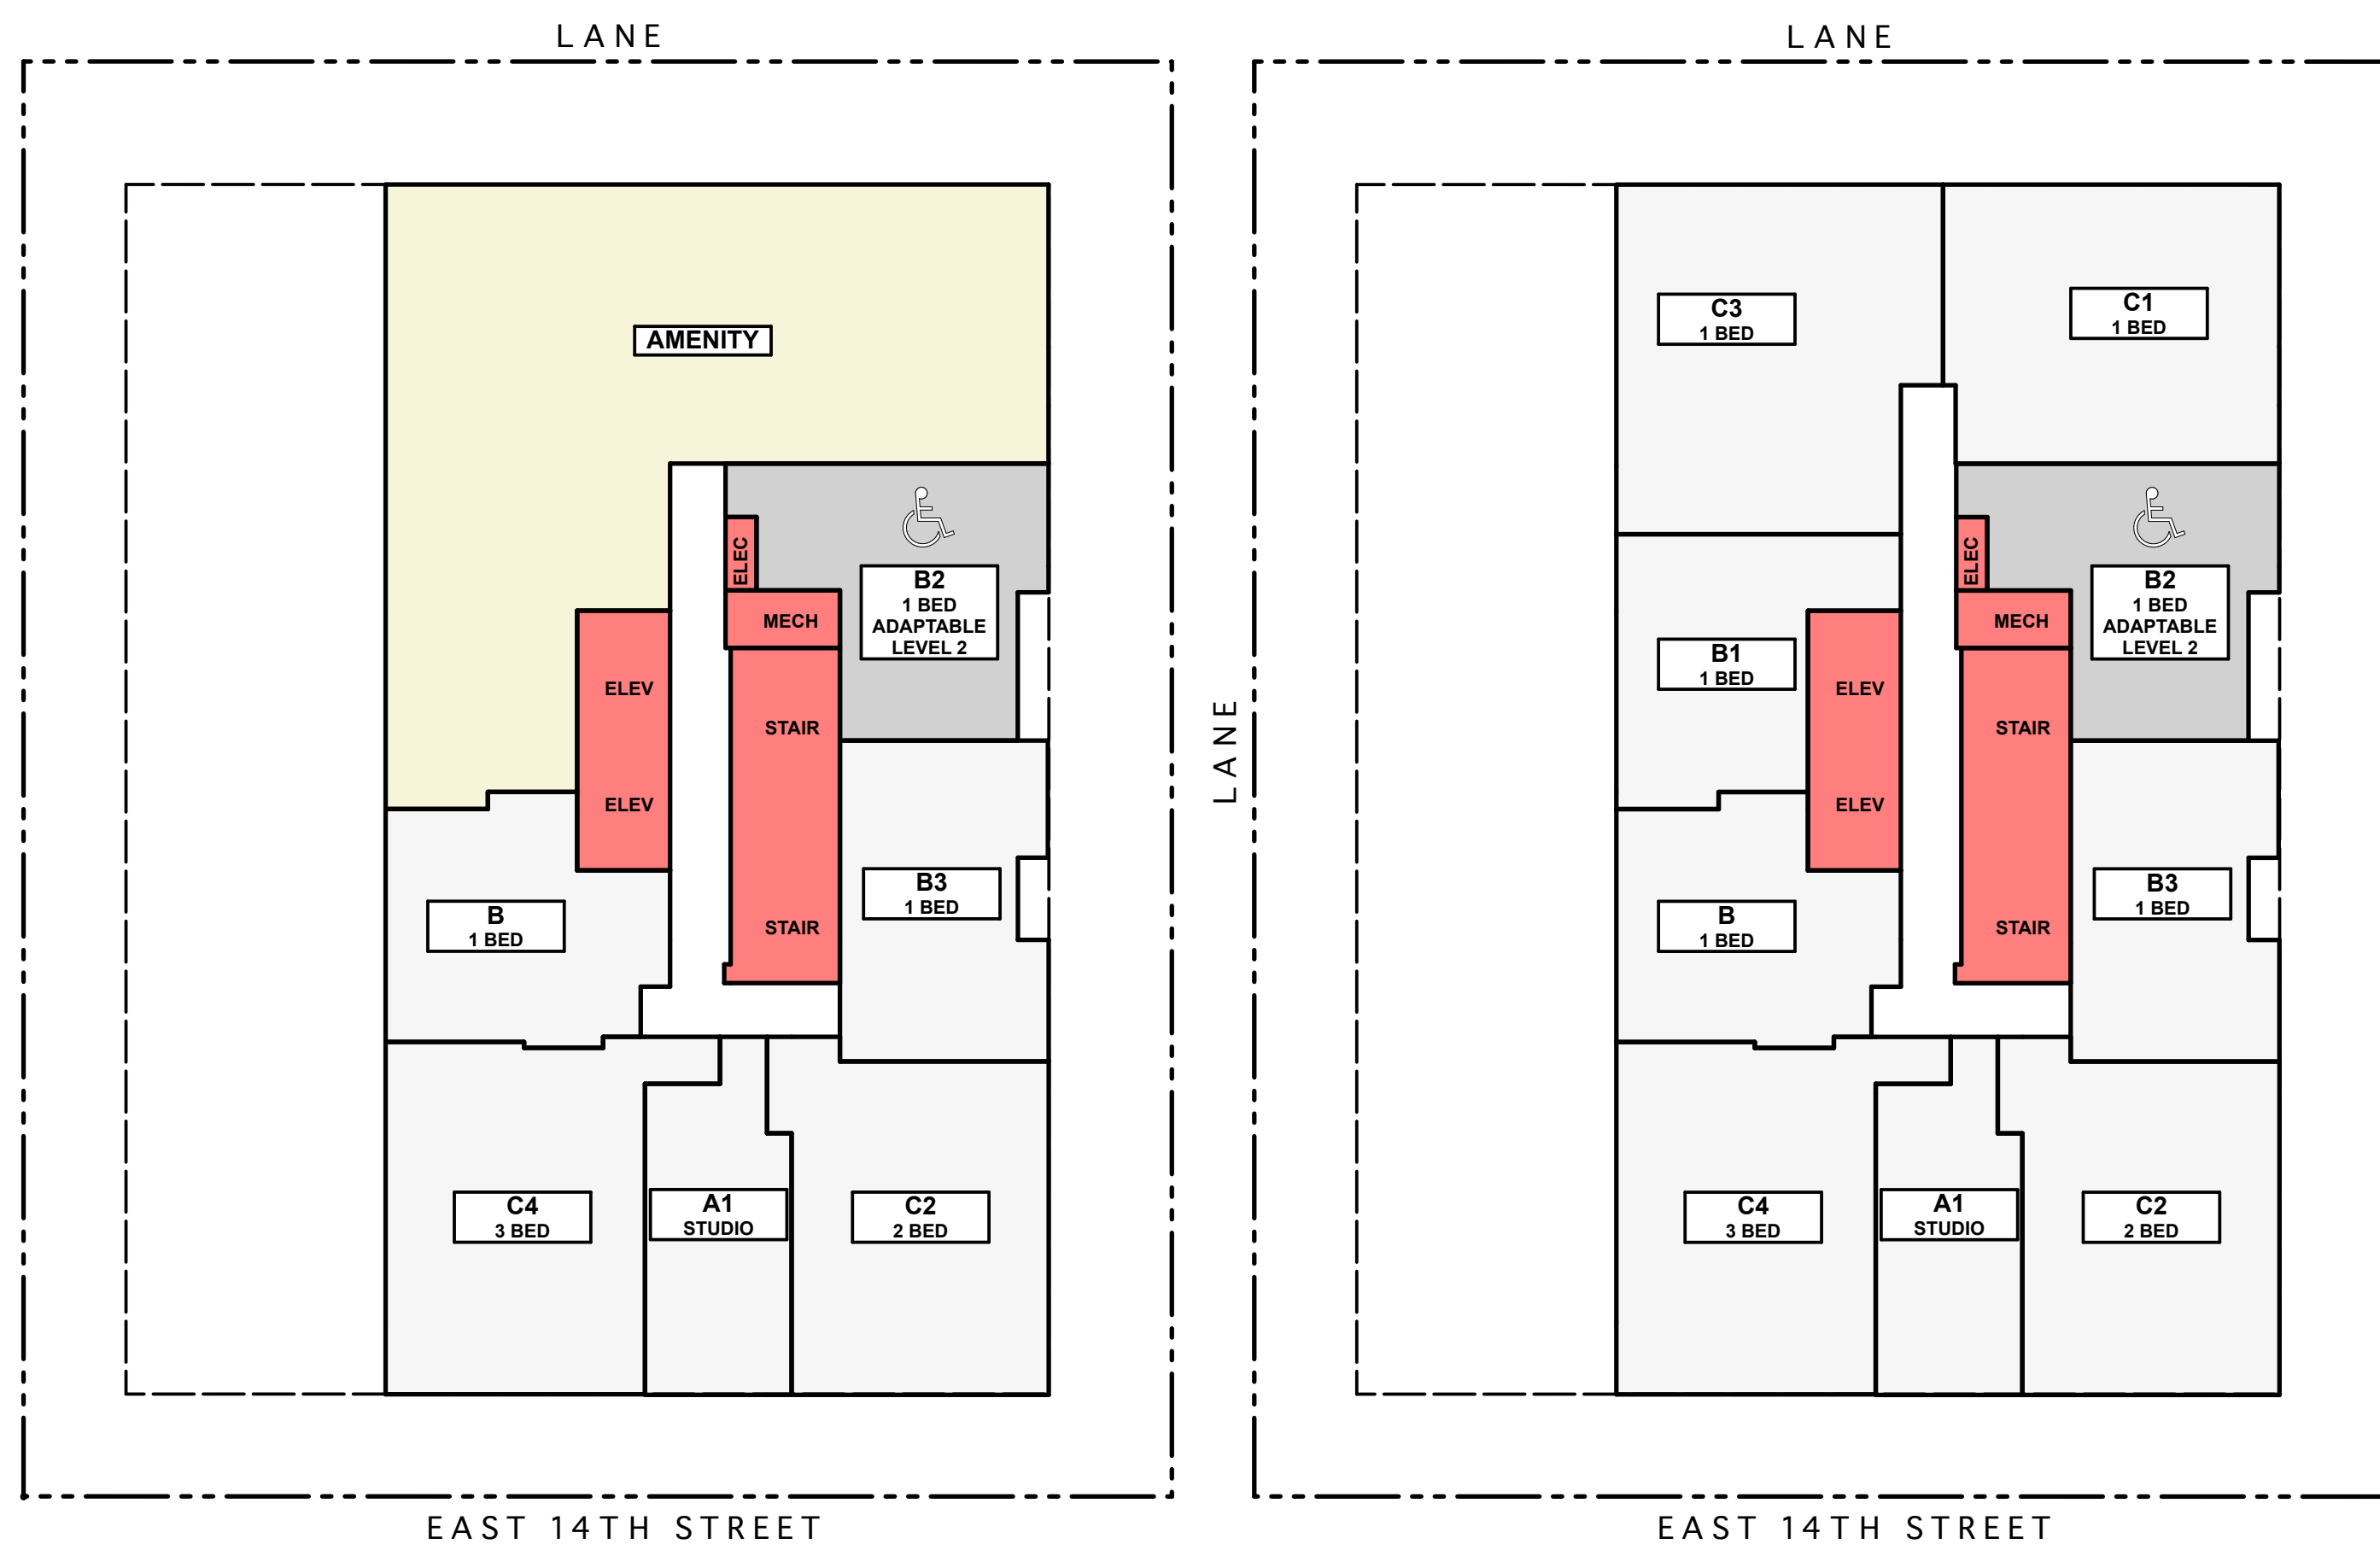 LANE
AMENITY
ELEC
B2
1 BED
ADAPTABLE
LEVEL 2
MECH
ELEV
STAIR
ELEV
B3
1 BED
B
1 BED
STAIR
C4
3 BED
A1
STUDIO
C2
2 BED
EAST 14TH STREET
LANE
LANE
C3
1 BED
C1
1 BED
ELEC
B2
1 BED
ADAPTABLE
LEVEL 2
MECH
B1
1 BED
ELEV
STAIR
ELEV
B3
1 BED
B
1 BED
STAIR
C4
3 BED
A1
STUDIO
C2
2 BED
EAST 14TH STREET